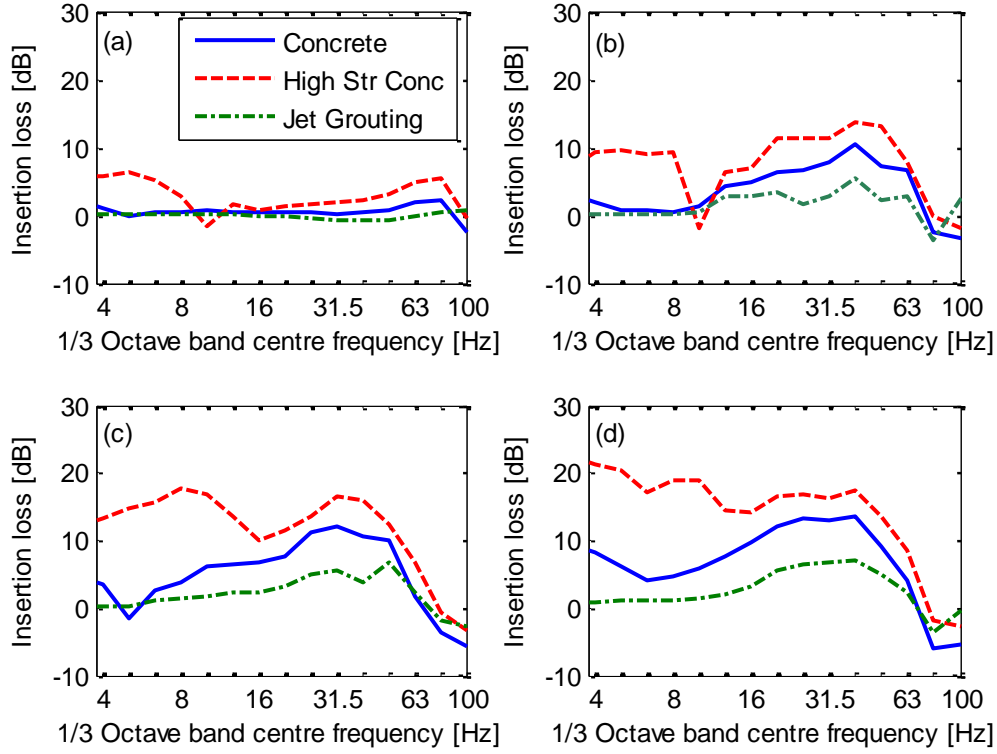 30
20
10
0
-10
Insertion loss [dB]
(a)
Concrete
High Str Conc
Jet Grouting
4 8 16 31.5 63 100
1/3 Octave band centre frequency [Hz]
30
20
10
0
-10
Insertion loss [dB]
(b)
4 8 16 31.5 63 100
1/3 Octave band centre frequency [Hz]
30
20
10
0
-10
Insertion loss [dB]
(c)
4 8 16 31.5 63 100
1/3 Octave band centre frequency [Hz]
30
20
10
0
-10
Insertion loss [dB]
(d)
4 8 16 31.5 63 100
1/3 Octave band centre frequency [Hz]